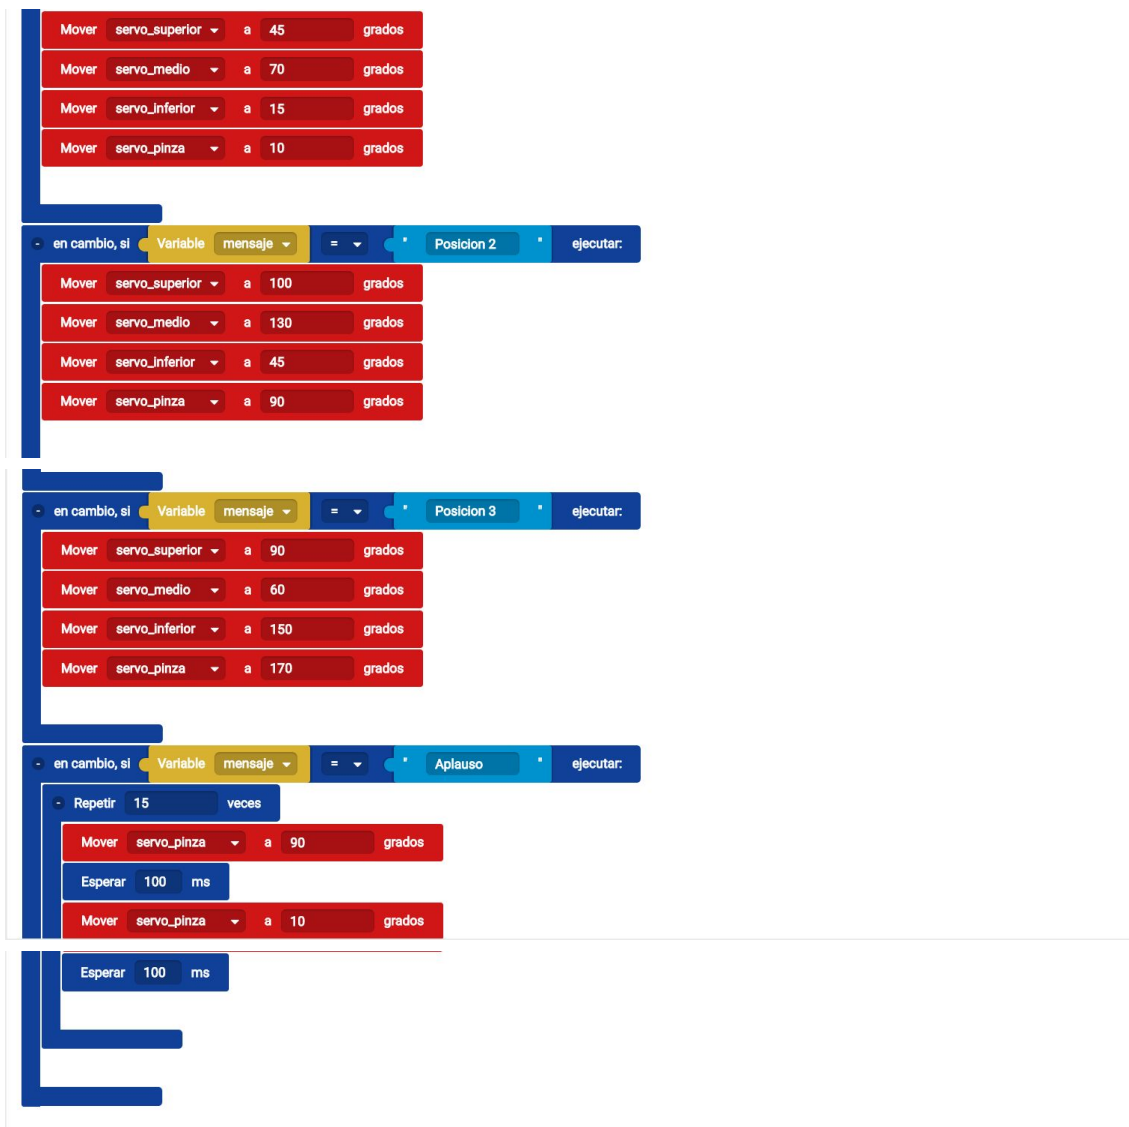 Mover servo_superior a 45 grados
Mover servo_medio a 70 grados
Mover servo_inferior a 15 grados
Mover servo_pinza a 10 grados
- en cambio, si Variable mensaje = " Posicion 2 " ejecutar:
Mover servo_superior a 100 grados
Mover servo_medio a 130 grados
Mover servo_inferior a 45 grados
Mover servo_pinza a 90 grados
- en cambio, si Variable mensaje = " Posicion 3 " ejecutar:
Mover servo_superior a 90 grados
Mover servo_medio a 60 grados
Mover servo_inferior a 150 grados
Mover servo_pinza a 170 grados
- en cambio, si Variable mensaje = " Aplauso " ejecutar:
- Repetir 15 veces
Mover servo_pinza a 90 grados
Esperar 100 ms
Mover servo_pinza a 10 grados
Esperar 100 ms